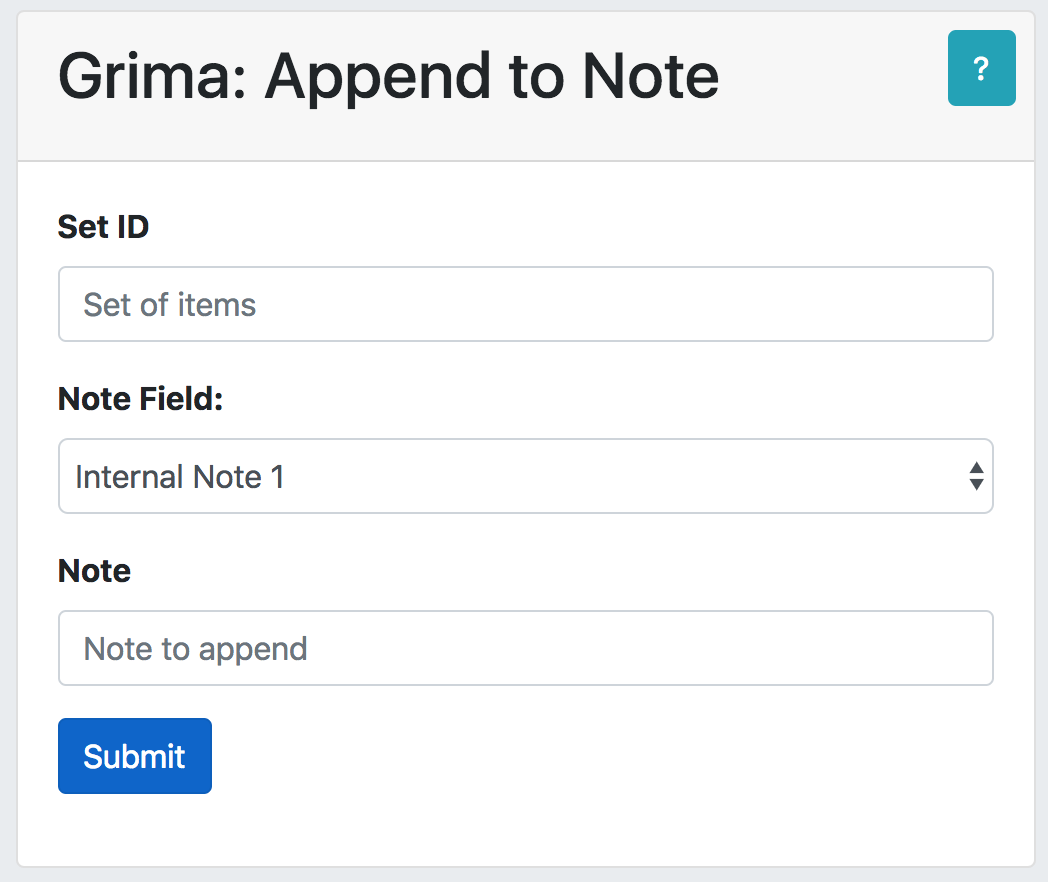 Grima: Append to Note
?
Set ID
Set of items
Note Field:
Internal Note 1
Note
Note to append
Submit